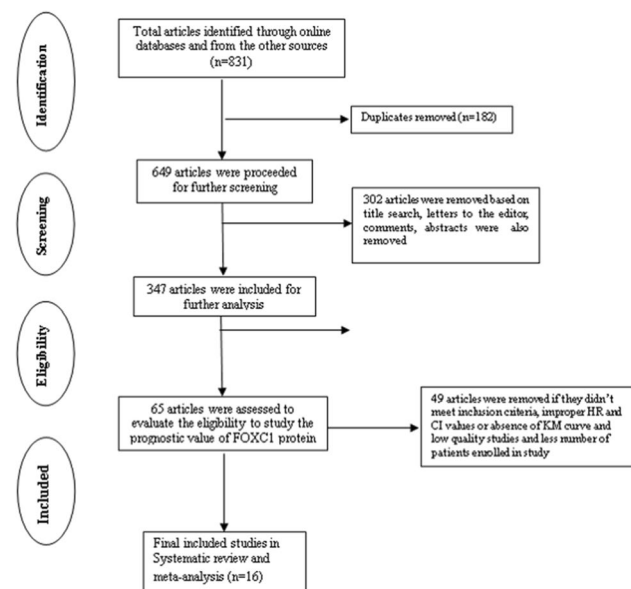 Total articles identified through online
databases and from the other sources
(n=831)
Identification
Duplicates removed (n=182)
649 articles were proceeded
for further screening
Screening
302 articles were removed based on
title search, letters to the editor,
comments, abstracts were also
removed
347 articles were included for
further analysis
Eligibility
65 articles were assessed to
evaluate the eligibility to study the
prognostic value of FOXC1 protein
49 articles were removed if they didn't
meet inclusion criteria, improper HR and
CI values or absence of KM curve and
low quality studies and less number of
patients enrolled in study
Included
Final included studies in
Systematic review and
meta-analysis (n=16)